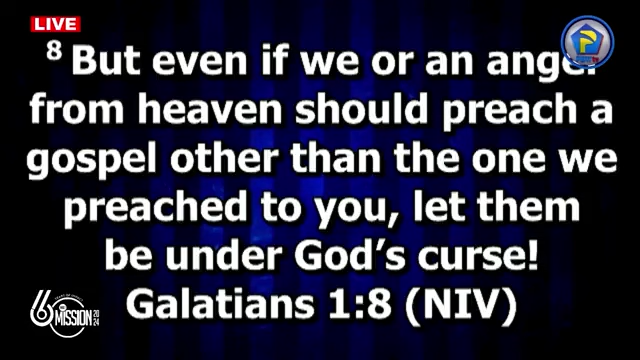 LIVE
8 But even if we or an angel
from heaven should preach a
gospel other than the one we
preached to you, let them
be under God’s curse!
Galatians 1:8 (NIV)
MISSION
2024